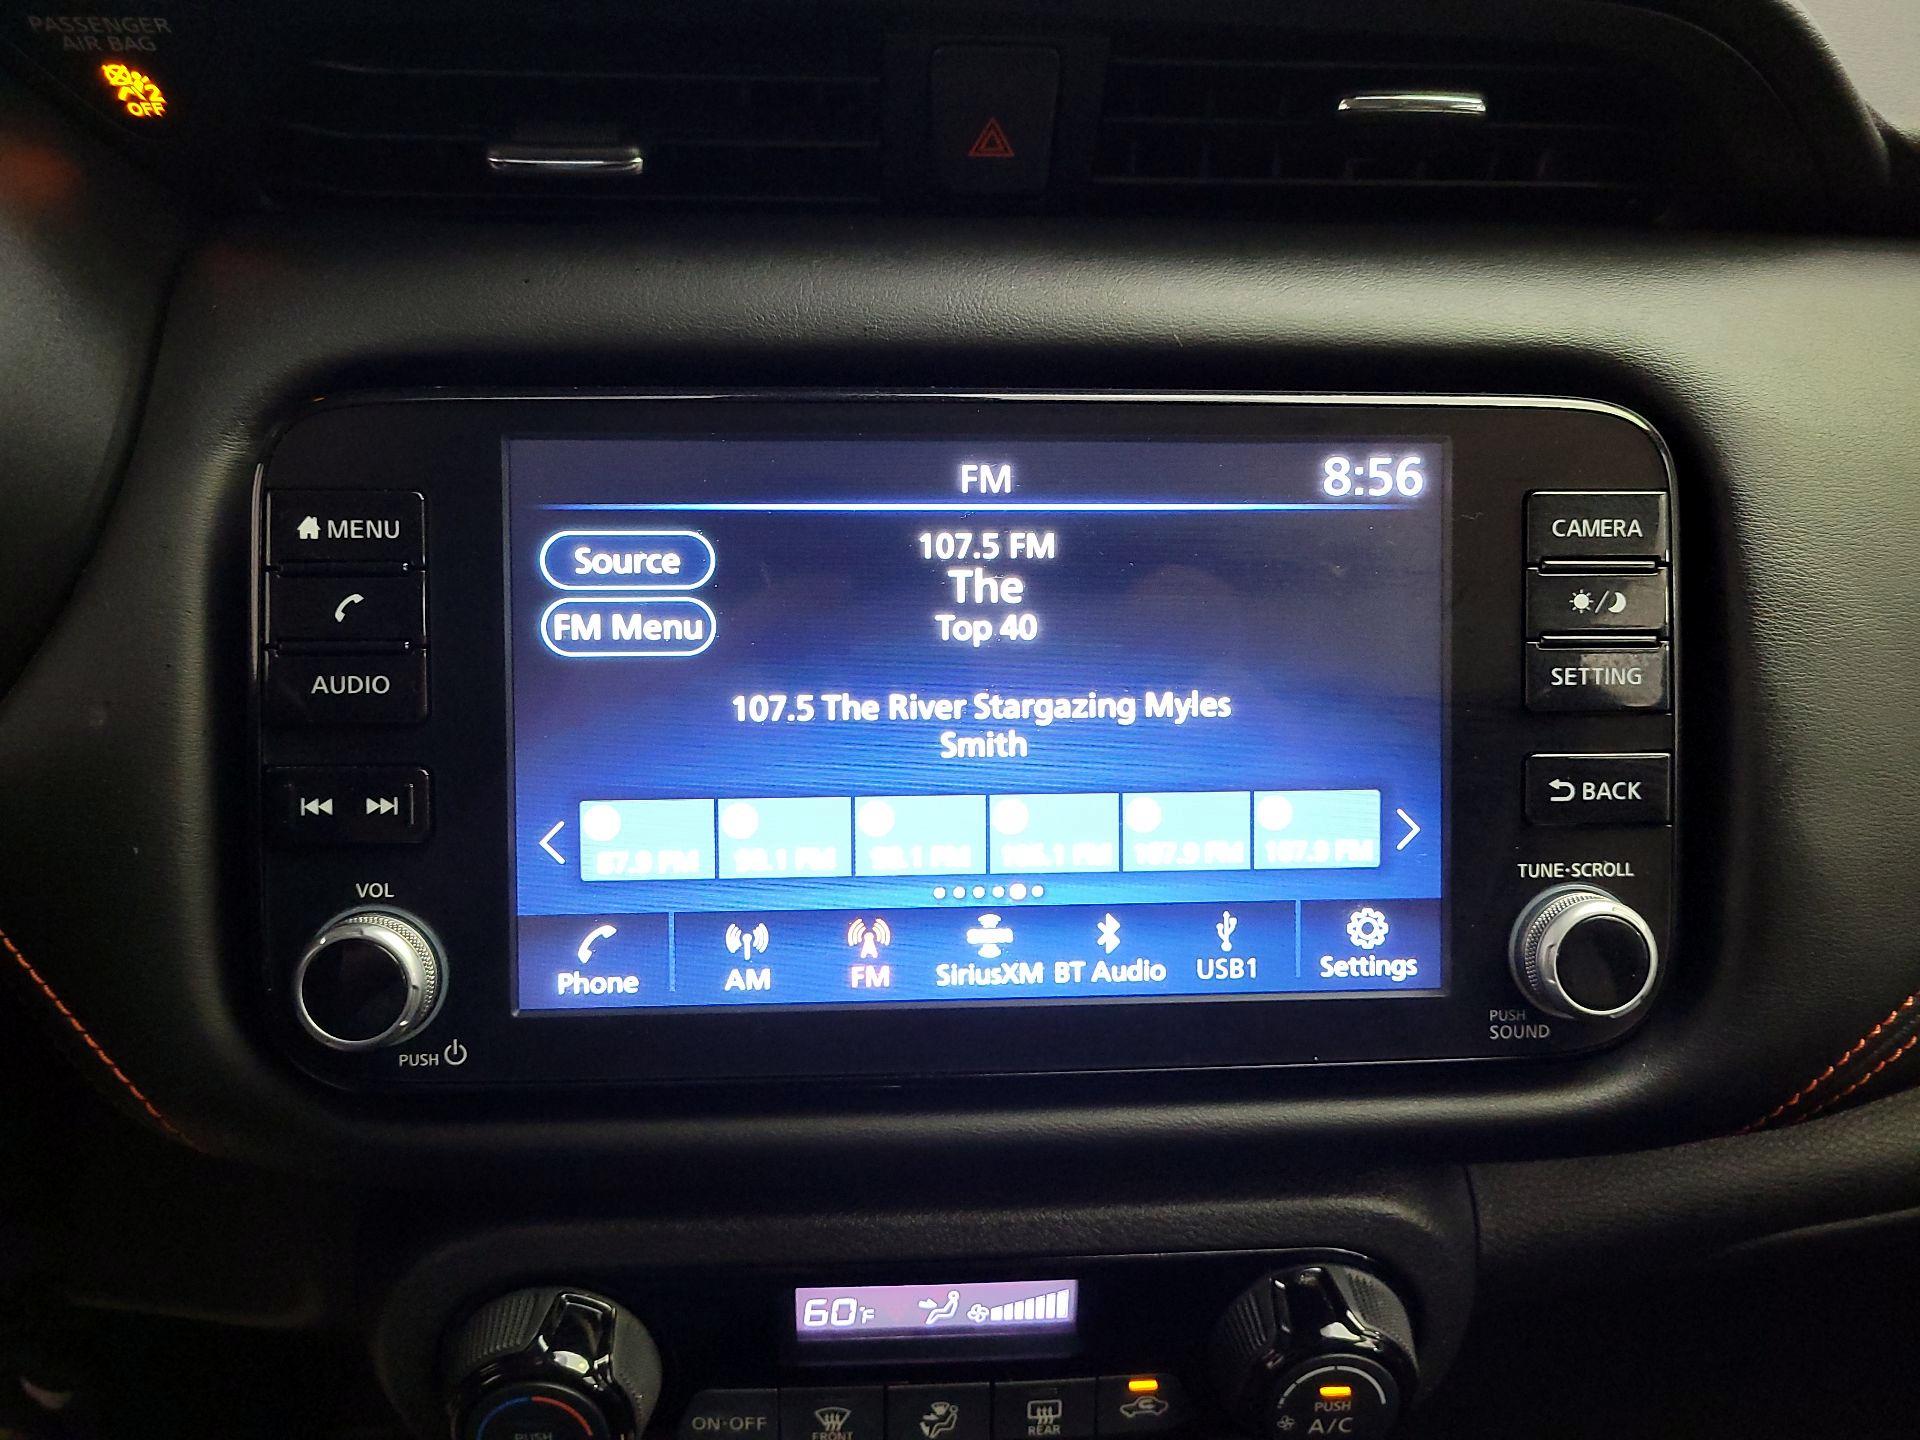 PASSENGER
AIR BAG
OFF
FM
8:56
MENU
AUDIO
VOL
PUSH
Source
FM Menu
107.5 FM
The
Top 40
107.5 The River Stargazing Myles
Smith
Phone
AM
FM
SiriusXM
BT Audio
USB1
Settings
CAMERA
SETTING
BACK
TUNE·SCROLL
PUSH
SOUND
60°F
ON·OFF
FRONT
REAR
PUSH
PUSH
A/C